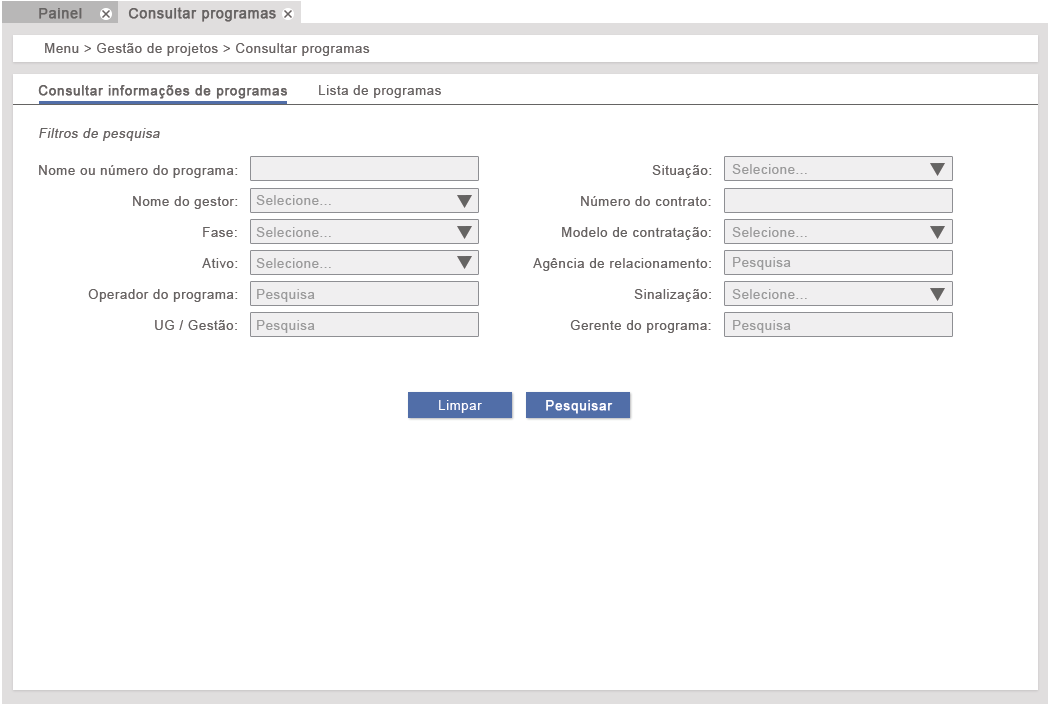 Painel
Consultar programas
Menu > Gestão de projetos > Consultar programas
Consultar informações de programas
Lista de programas
Filtros de pesquisa
Nome ou número do programa:
Situação: Selecione...
Nome do gestor: Selecione...
Número do contrato:
Fase: Selecione...
Modelo de contratação: Selecione...
Ativo: Selecione...
Agência de relacionamento: Pesquisa
Operador do programa: Pesquisa
Sinalização: Selecione...
UG / Gestão: Pesquisa
Gerente do programa: Pesquisa
Limpar
Pesquisar